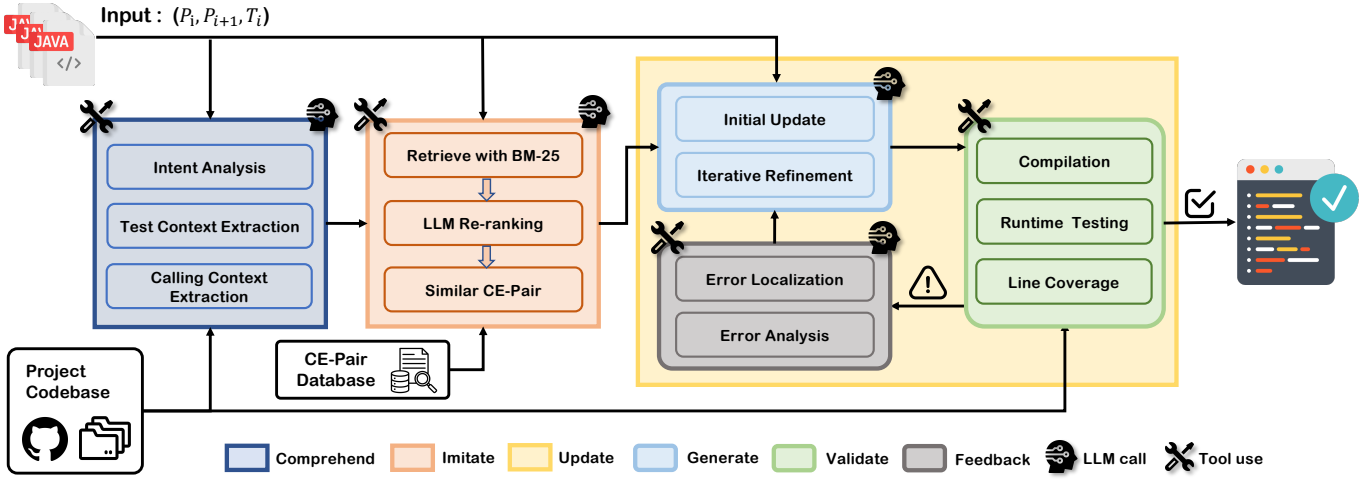 JAVA
JAVA
JAVA
</>
Input : (P_i, P_{i+1}, T_i)
Intent Analysis
Test Context Extraction
Calling Context
Extraction
Retrieve with BM-25
LLM Re-ranking
Similar CE-Pair
Initial Update
Iterative Refinement
Error Localization
Error Analysis
Compilation
Runtime Testing
Line Coverage
Project
Codebase
CE-Pair
Database
Comprehend
Imitate
Update
Generate
Validate
Feedback
LLM call
Tool use